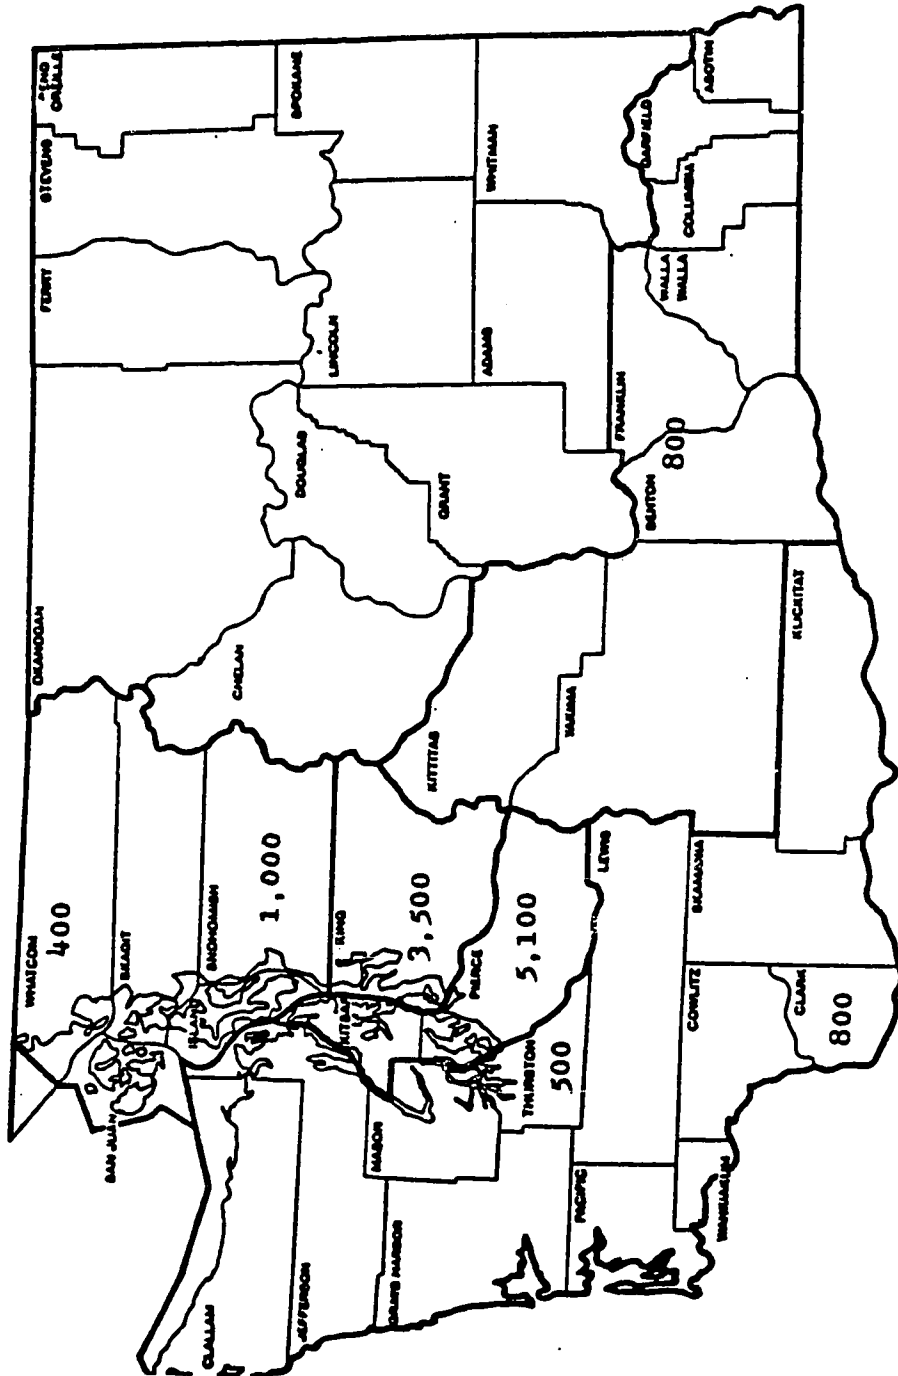 WHATCOM
400
SAN JUAN
SKAGIT
ISLAND
SNOHOMISH
1,000
CLALLAM
JEFFERSON
KITSAP
KING
3,500
MASON
GRAYS HARBOR
PIERCE
5,100
THURSTON
500
PACIFIC
LEWIS
WAHKIAKUM
COWLITZ
CLARK
800
SKAMANIA
OKANOGAN
CHELAN
DOUGLAS
KITTITAS
GRANT
YAKIMA
KLICKITAT
BENTON
800
FERRY
STEVENS
PEND
OREILLE
LINCOLN
SPOKANE
ADAMS
WHITMAN
FRANKLIN
WALLA
WALLA
COLUMBIA
GARFIELD
ASOTIN